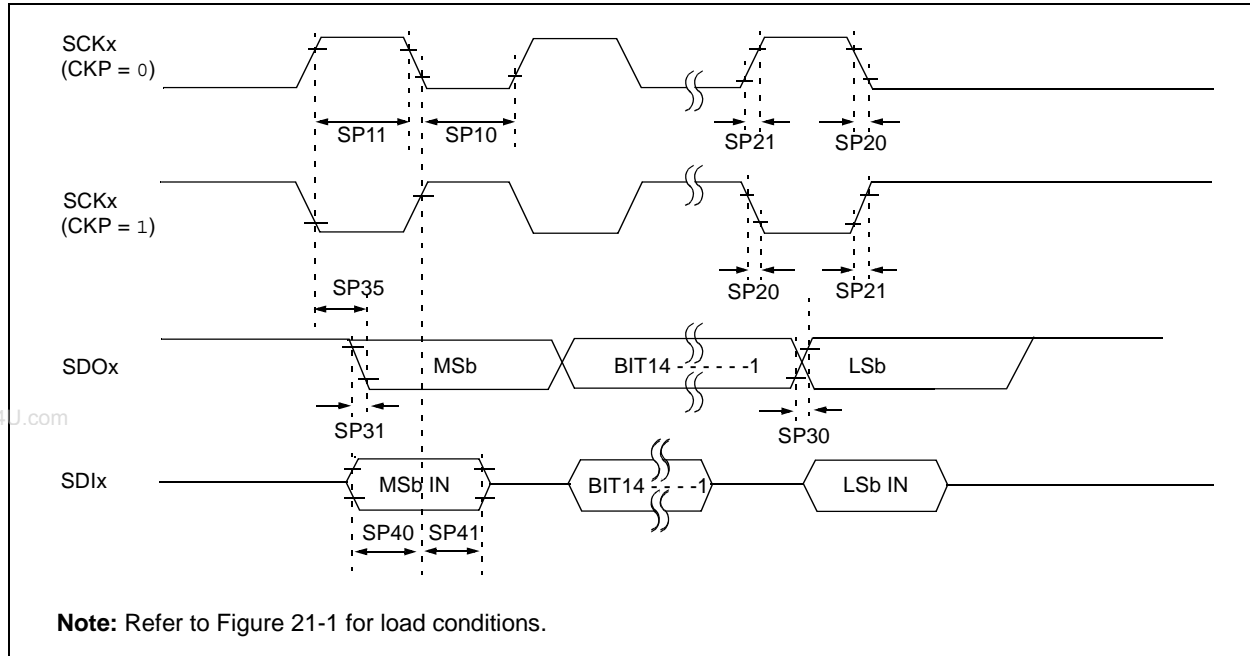 SCKx
(CKP = 0)
SP11
SP10
SP21
SP20
SCKx
(CKP = 1)
SP35
SP20
SP21
SDOx
MSb
BIT14 - - - - - -1
LSb
4U.com
SP31
SP30
SDIx
MSb IN
BIT14 - - - -1
LSb IN
SP40
SP41
Note: Refer to Figure 21-1 for load conditions.